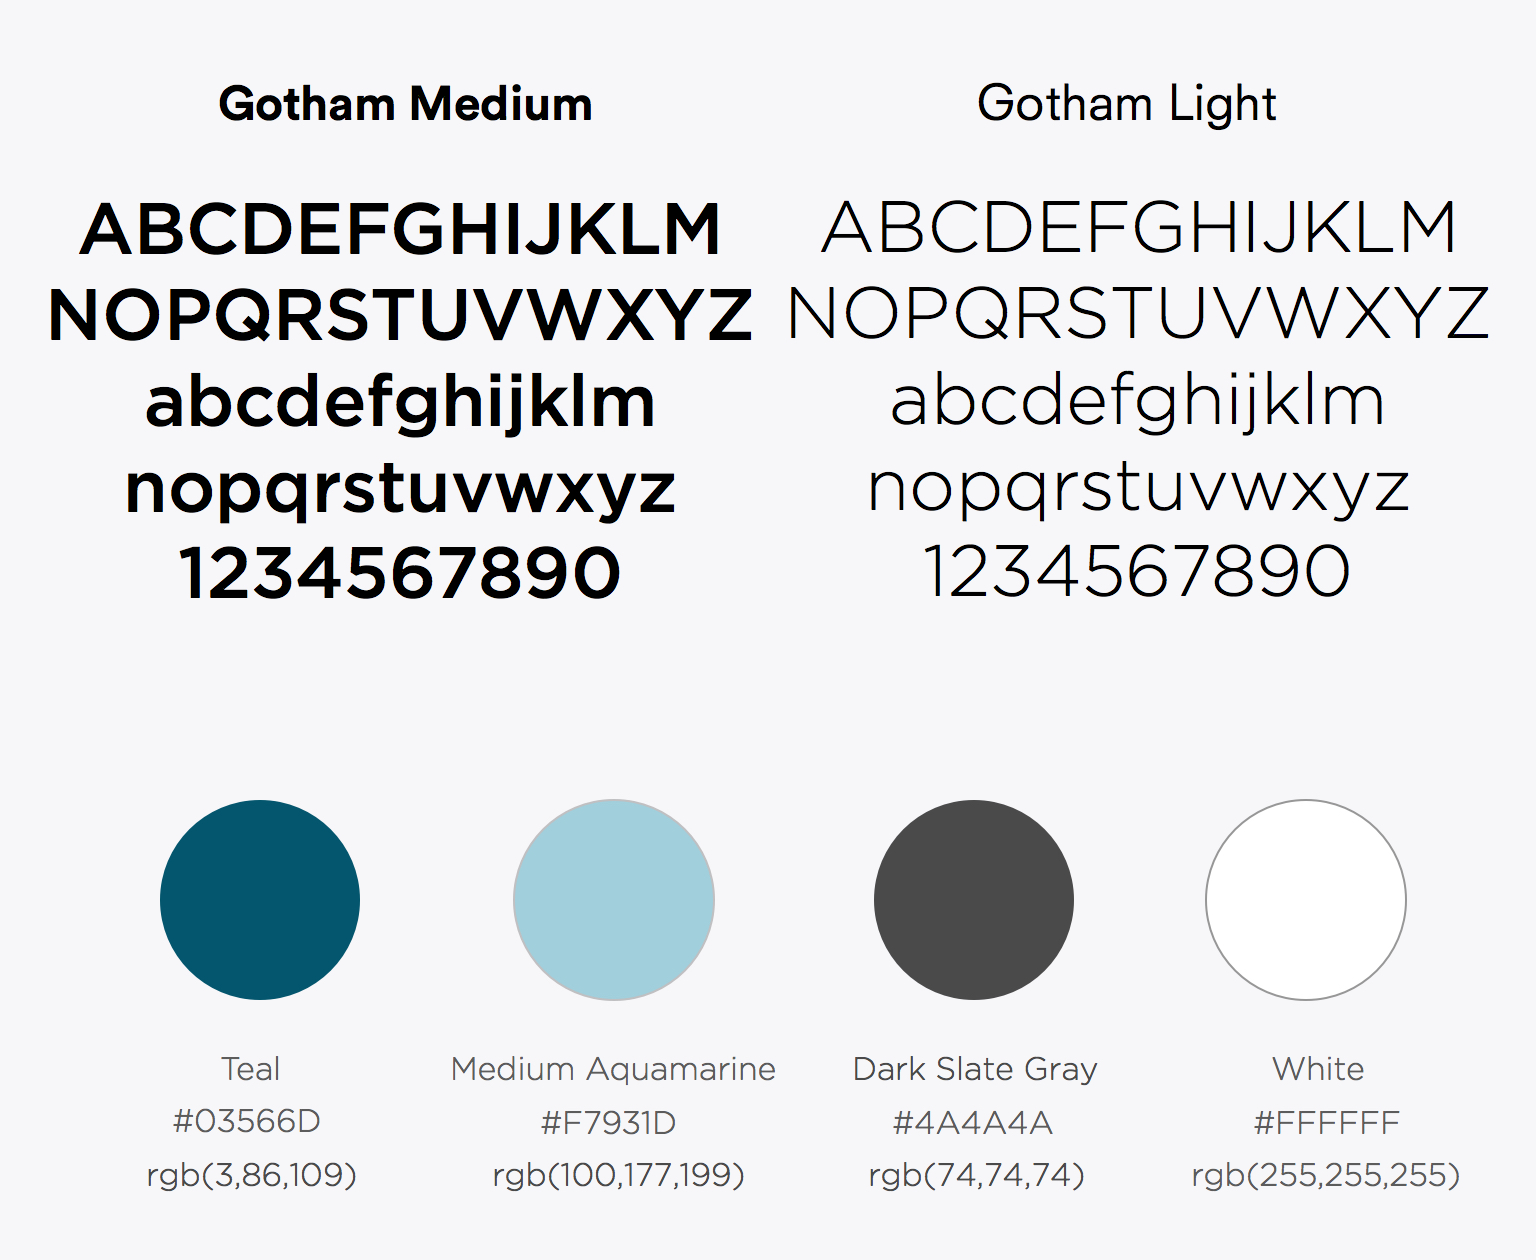 Gotham Medium
ABCDEFGHIJKLM
NOPQRSTUVWXYZ
abcdefghijklm
nopqrstuvwxyz
1234567890
Gotham Light
ABCDEFGHIJKLM
NOPQRSTUVWXYZ
abcdefghijklm
nopqrstuvwxyz
1234567890
Teal
#03566D
rgb(3,86,109)
Medium Aquamarine
#F7931D
rgb(100,177,199)
Dark Slate Gray
#4A4A4A
rgb(74,74,74)
White
#FFFFFF
rgb(255,255,255)